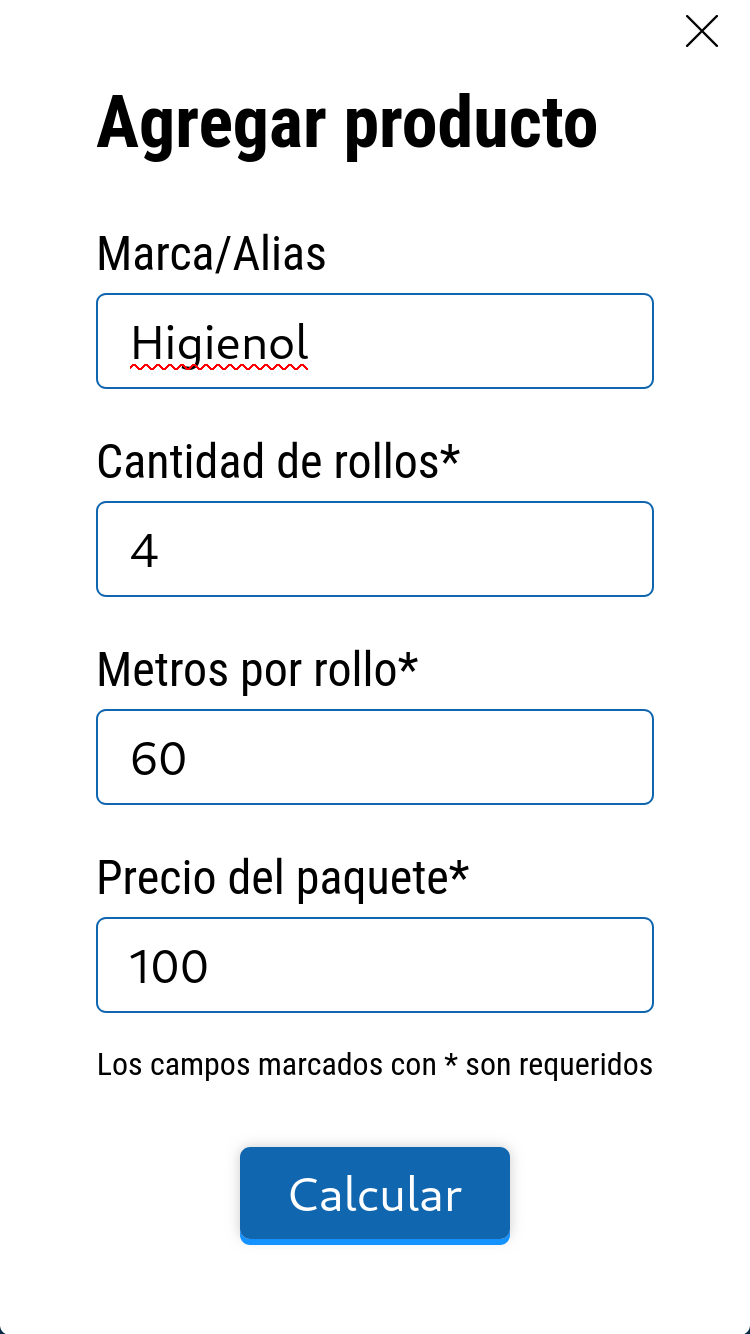 Agregar producto
Marca/Alias
Higienol
Cantidad de rollos*
4
Metros por rollo*
60
Precio del paquete*
100
Los campos marcados con * son requeridos
Calcular